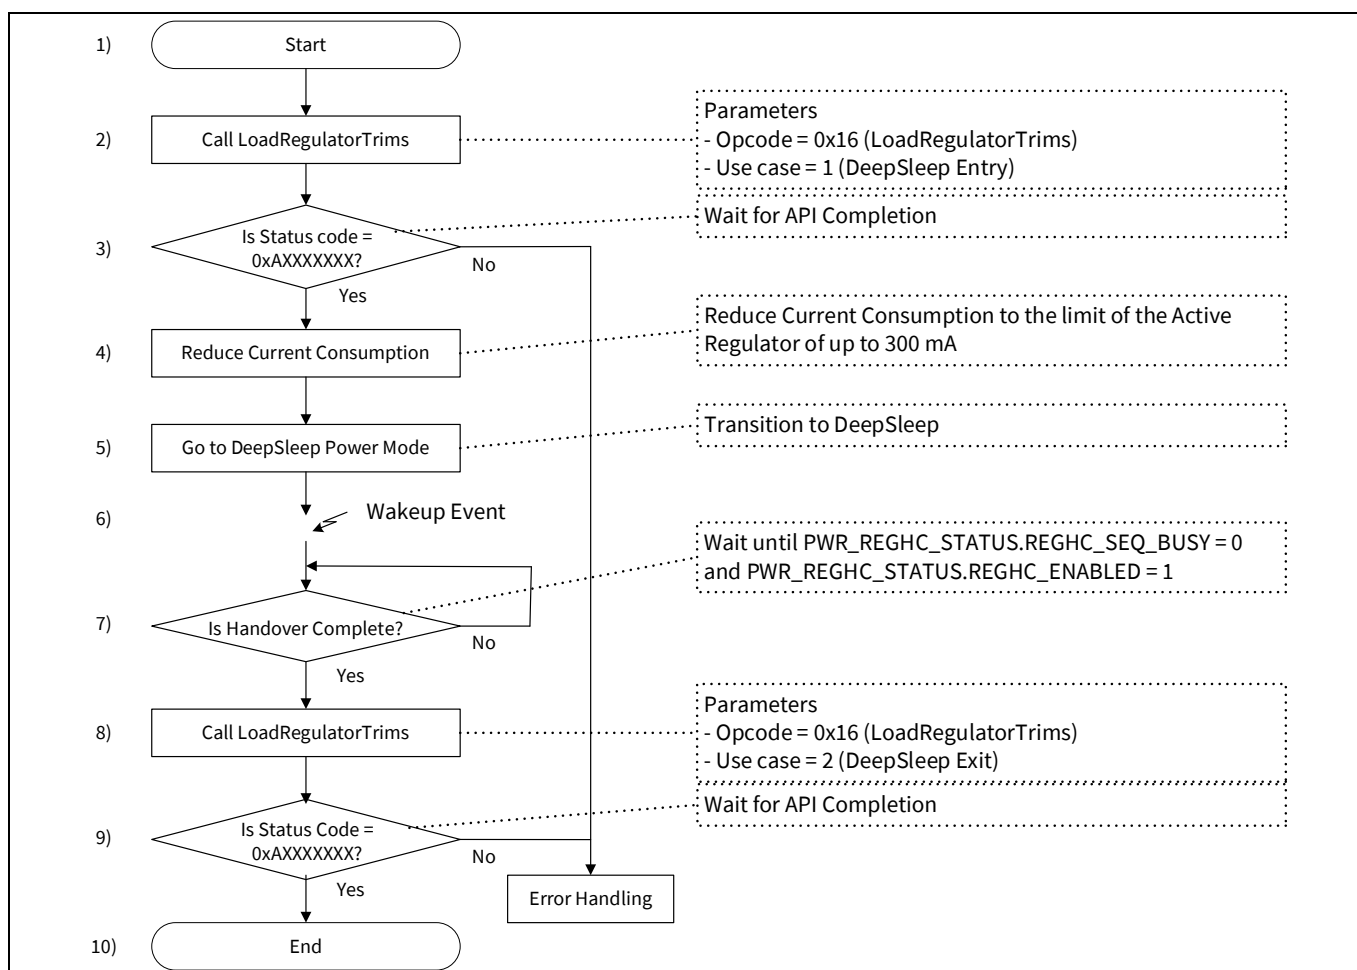 1)
Start
2)
Call LoadRegulatorTrims
Parameters
- Opcode = 0x16 (LoadRegulatorTrims)
- Use case = 1 (DeepSleep Entry)
Wait for API Completion
3)
Is Status code =
0xAXXXXXXX?
No
Yes
4)
Reduce Current Consumption
Reduce Current Consumption to the limit of the Active
Regulator of up to 300 mA
5)
Go to DeepSleep Power Mode
Transition to DeepSleep
6)
Wakeup Event
Wait until PWR_REGHC_STATUS.REGHC_SEQ_BUSY = 0
and PWR_REGHC_STATUS.REGHC_ENABLED = 1
7)
Is Handover Complete?
No
Yes
8)
Call LoadRegulatorTrims
Parameters
- Opcode = 0x16 (LoadRegulatorTrims)
- Use case = 2 (DeepSleep Exit)
Wait for API Completion
9)
Is Status Code =
0xAXXXXXXX?
No
Yes
Error Handling
10)
End